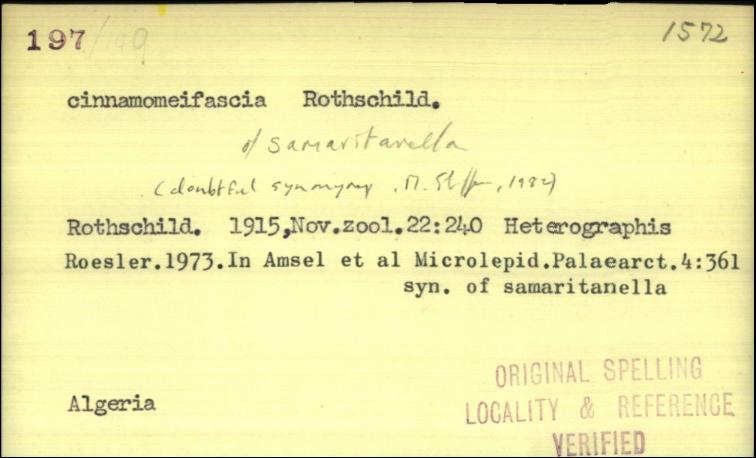 197/149 1572
cinnamomeifascia Rothschild.
of samaritanella
(doubtful synonymy. M. Shaffer, 1982)
Rothschild. 1915,Nov.zool.22:240 Heterographis
Roesler.1973.In Amsel et al Microlepid.Palaearct.4:361
syn. of samaritanella
Algeria
ORIGINAL SPELLING
LOCALITY & REFERENCE
VERIFIED